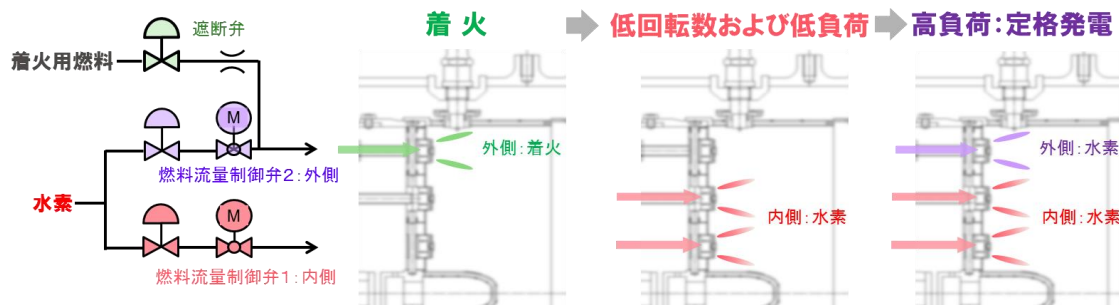 着火
低回転数および低負荷
高負荷：定格発電
遮断弁
着火用燃料
M
燃料流量制御弁2：外側
水素
M
燃料流量制御弁1：内側
外側：着火
内側：水素
外側：水素
内側：水素